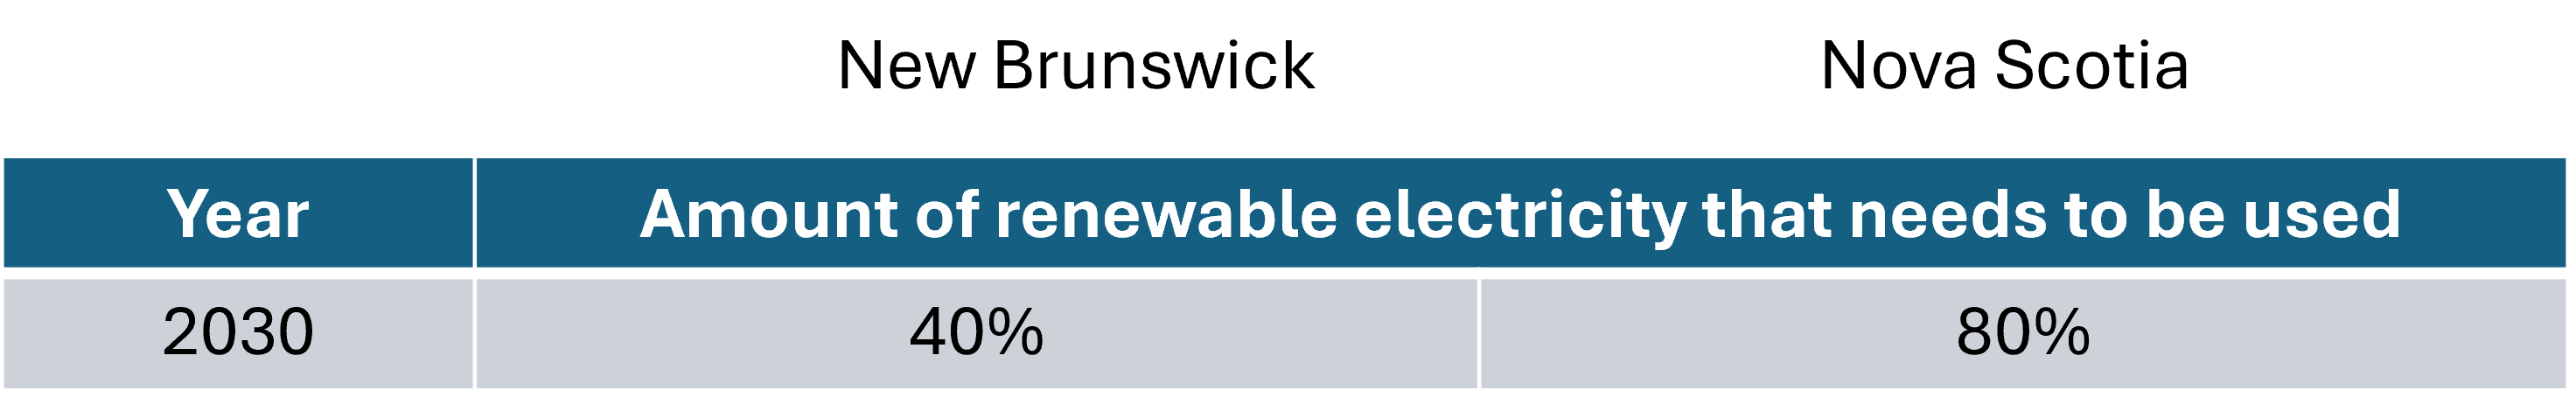 New Brunswick Nova Scotia
Year Amount of renewable electricity that needs to be used
2030 40% 80%